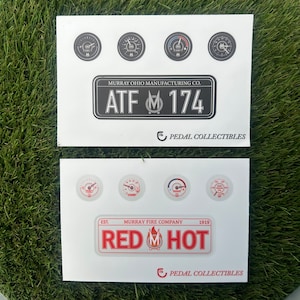 MURRAY OHIO MANUFACTURING CO.
ATF M 174
PEDAL COLLECTIBLES
EST. MURRAY FIRE COMPANY 1919
RED M HOT
PEDAL COLLECTIBLES